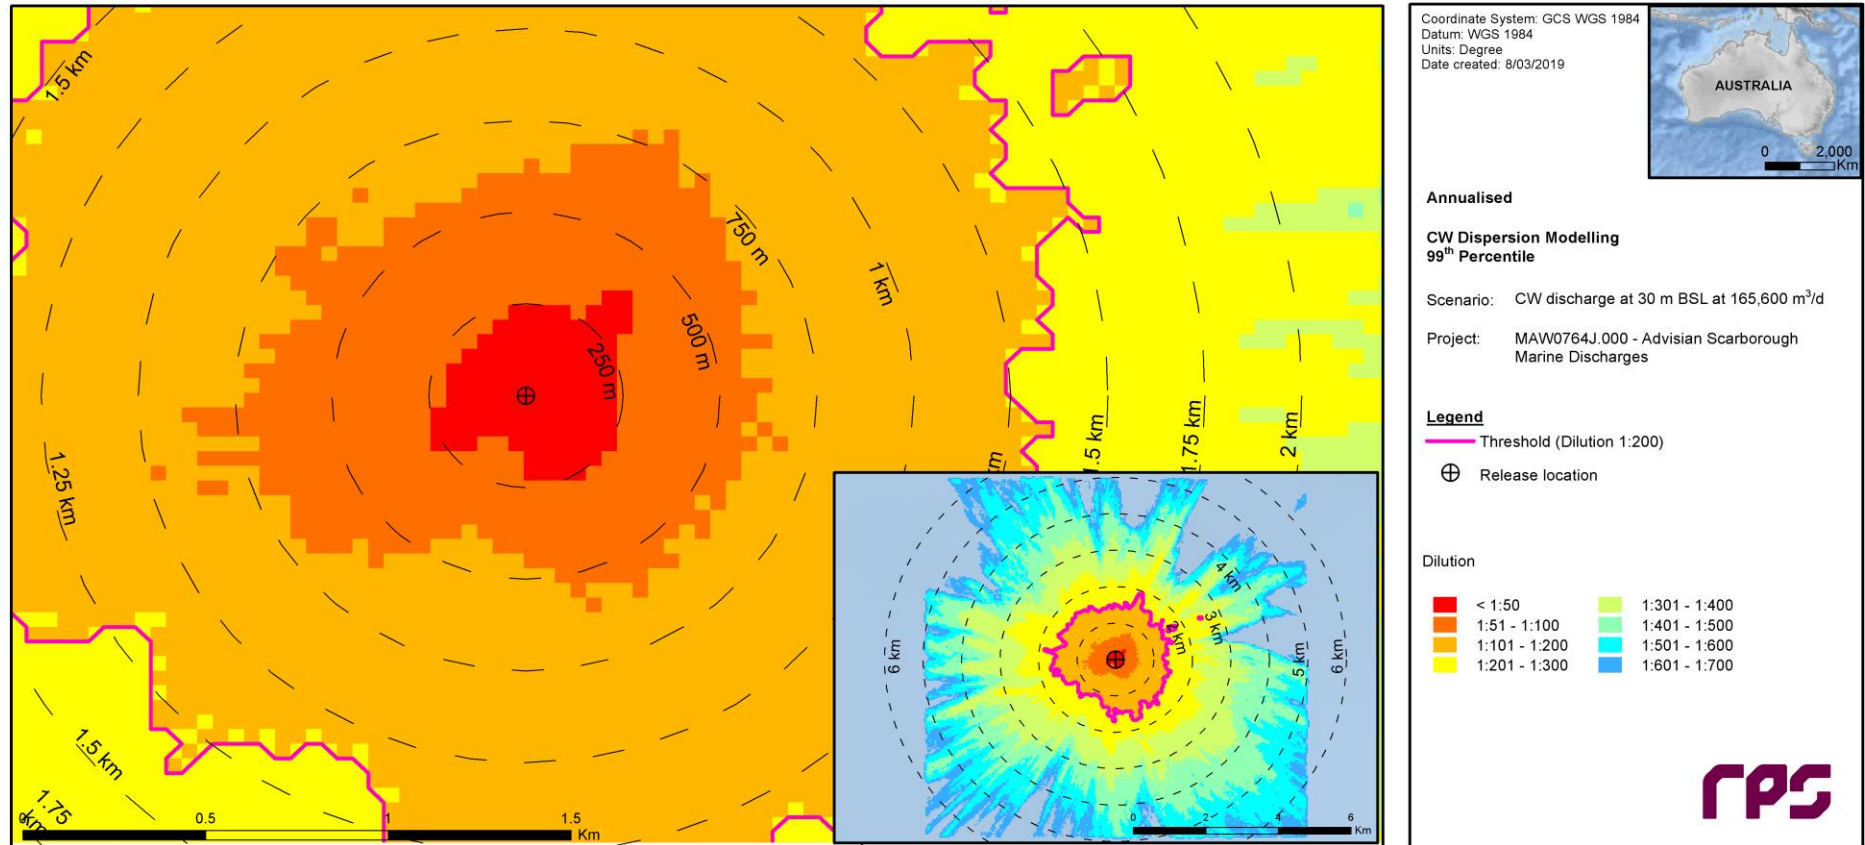 1.5 km
750 m
1 km
500 m
250 m
1.25 km
1.5 km
1.75 km
2 km
km
1.5 km
1.75
km
0 0.5 1 1.5
Km
4 km
3 km
2 km
6 km
5 km
6 km
0 2 4 6
Km
Coordinate System: GCS WGS 1984
Datum: WGS 1984
Units: Degree
Date created: 8/03/2019
AUSTRALIA
0 2,000
Km
Annualised
CW Dispersion Modelling
99th Percentile
Scenario: CW discharge at 30 m BSL at 165,600 m³/d
Project: MAW0764J.000 - Advisian Scarborough
Marine Discharges
Legend
Threshold (Dilution 1:200)
Release location
Dilution
< 1:50
1:51 - 1:100
1:101 - 1:200
1:201 - 1:300
1:301 - 1:400
1:401 - 1:500
1:501 - 1:600
1:601 - 1:700
rps